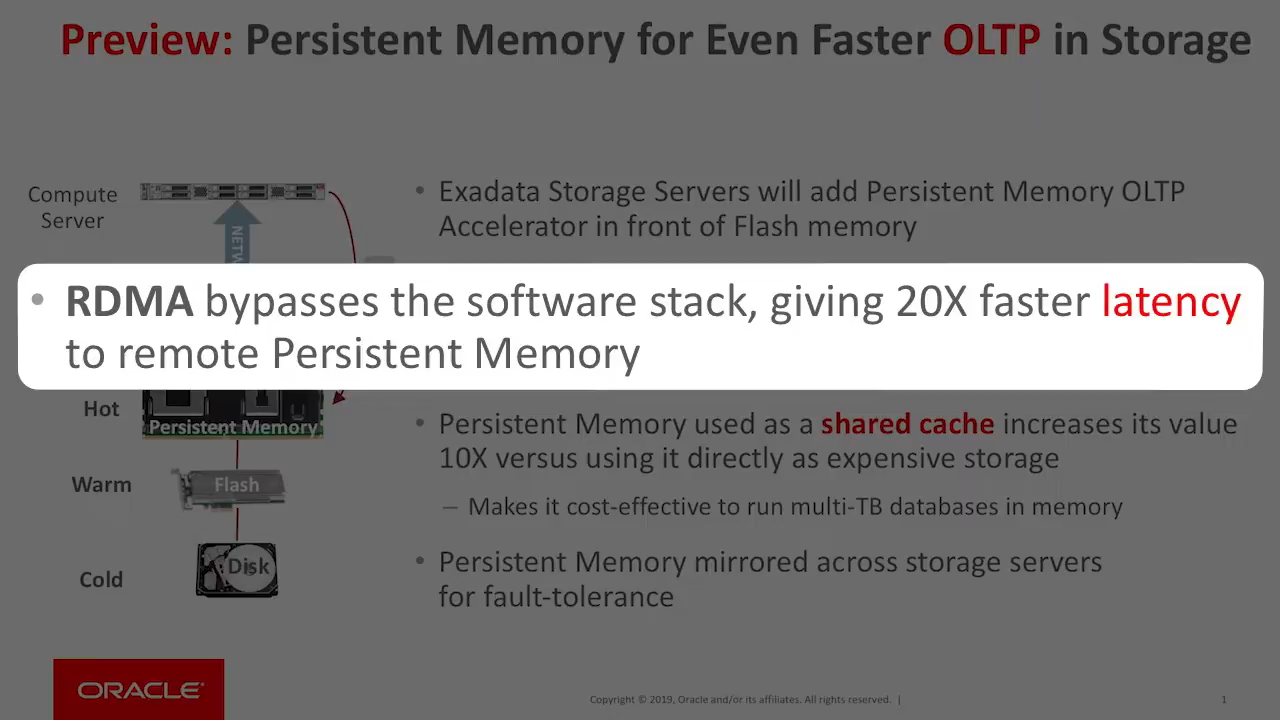 Preview: Persistent Memory for Even Faster OLTP in Storage
Compute
Server
• Exadata Storage Servers will add Persistent Memory OLTP
Accelerator in front of Flash memory
• RDMA bypasses the software stack, giving 20X faster latency
to remote Persistent Memory
Hot
Persistent Memory
Warm
Flash
Cold
Disk
• Persistent Memory used as a shared cache increases its value
10X versus using it directly as expensive storage
– Makes it cost-effective to run multi-TB databases in memory
• Persistent Memory mirrored across storage servers
for fault-tolerance
ORACLE
Copyright © 2019, Oracle and/or its affiliates. All rights reserved. |
1